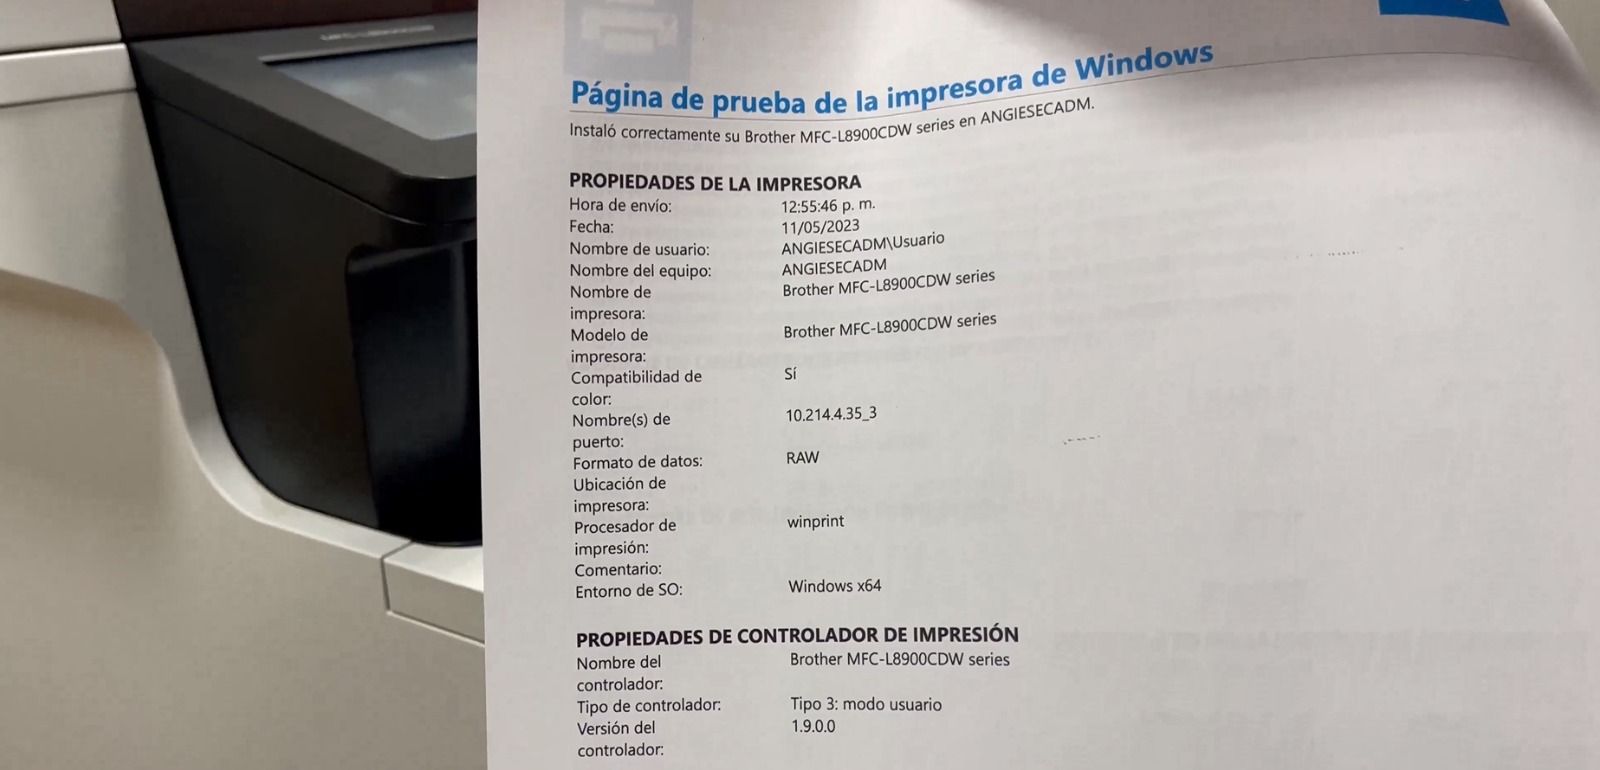 Página de prueba de la impresora de Windows
Instaló correctamente su Brother MFC-L8900CDW series en ANGIESECADM.
PROPIEDADES DE LA IMPRESORA
Hora de envío: 12:55:46 p. m.
Fecha: 11/05/2023
Nombre de usuario: ANGIESECADM\Usuario
Nombre del equipo: ANGIESECADM
Nombre de Brother MFC-L8900CDW series
impresora:
Modelo de Brother MFC-L8900CDW series
impresora:
Compatibilidad de Sí
color:
Nombre(s) de 10.214.4.35_3
puerto:
Formato de datos: RAW
Ubicación de
impresora:
Procesador de winprint
impresión:
Comentario:
Entorno de SO: Windows x64
PROPIEDADES DE CONTROLADOR DE IMPRESIÓN
Nombre del Brother MFC-L8900CDW series
controlador:
Tipo de controlador: Tipo 3: modo usuario
Versión del 1.9.0.0
controlador: